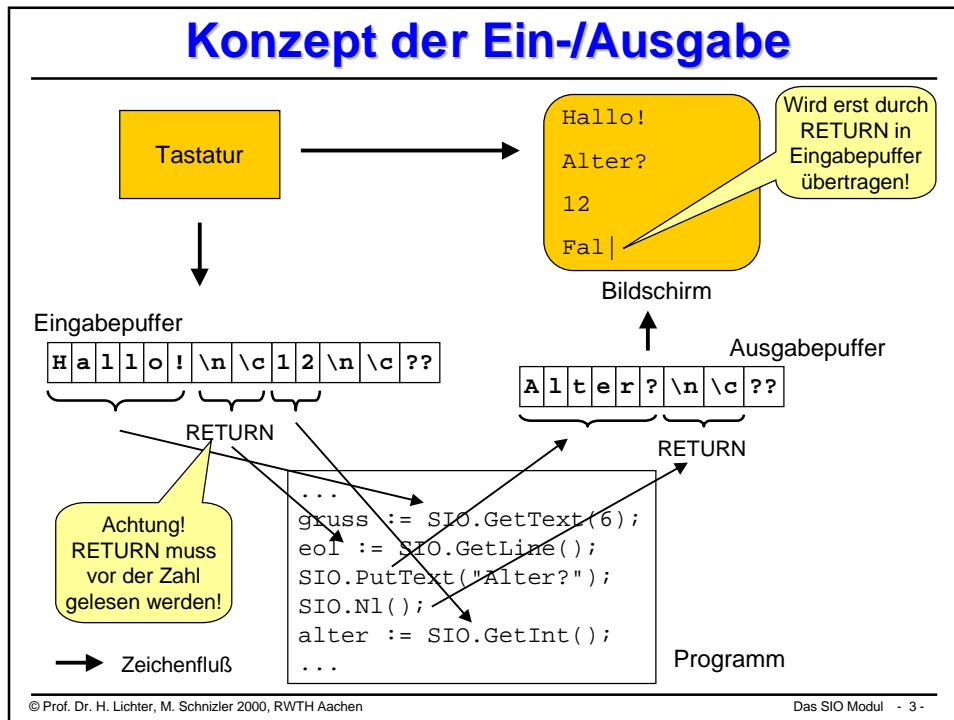 Konzept der Ein-/Ausgabe
Tastatur
Hallo!
Alter?
12
Fal|
Wird erst durch
RETURN in
Eingabepuffer
übertragen!
Bildschirm
Eingabepuffer
H a l l o ! \n \c 1 2 \n \c ??
RETURN
Ausgabepuffer
A l t e r ? \n \c ??
RETURN
Achtung!
RETURN muss
vor der Zahl
gelesen werden!
...
gruss := SIO.GetText(6);
eol := SIO.GetLine();
SIO.PutText("Alter?");
SIO.Nl();
alter := SIO.GetInt();
...
Programm
Zeichenfluß
© Prof. Dr. H. Lichter, M. Schnizler 2000, RWTH Aachen
Das SIO Modul - 3 -